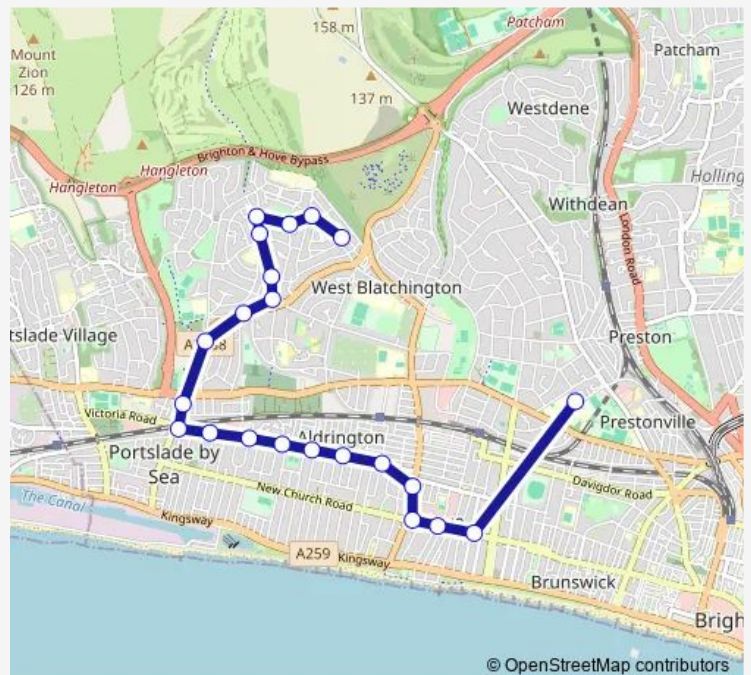 158 m
Patcham
Mount
Zion
126 m
Patcham
137 m
Westdene
Brighton & Hove Bypass
Hangleton
Hangleton
Holling
Withdean
London Road
West Blatchington
tslade Village
Preston
Victoria Road
Aldrington
Prestonville
Portslade by
Sea
Davigdor Road
New Church Road
The Canal
Kingsway
A259
Kingsway
Brunswick
Brigh
© OpenStreetMap contributors